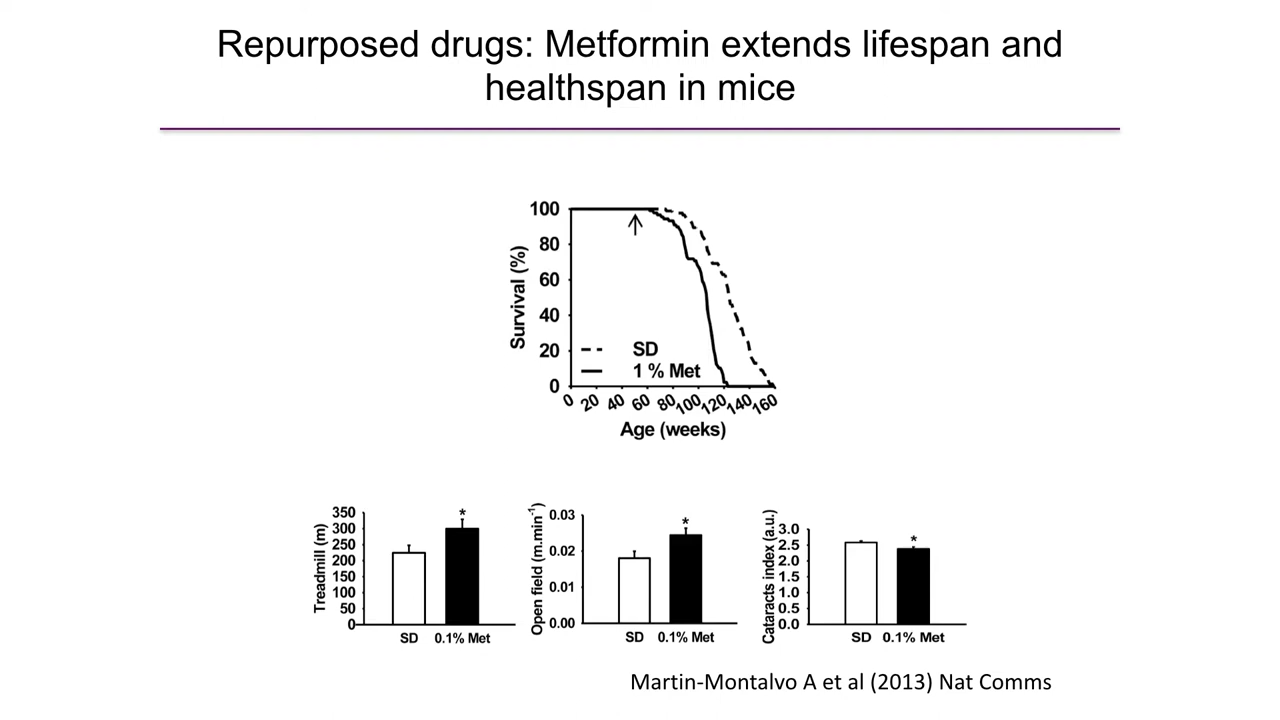 Repurposed drugs: Metformin extends lifespan and
healthspan in mice
Survival (%)
100
80
60
40
20
0
SD
1 % Met
0 20 40 60 80 100 120 140 160
Age (weeks)
Treadmill (m)
350
300
250
200
150
100
50
0
*
SD 0.1% Met
Open field (m.min⁻¹)
0.03
0.02
0.01
0.00
*
SD 0.1% Met
Cataracts index (a.u.)
3.0
2.5
2.0
1.5
1.0
0.5
0.0
*
SD 0.1% Met
Martin-Montalvo A et al (2013) Nat Comms